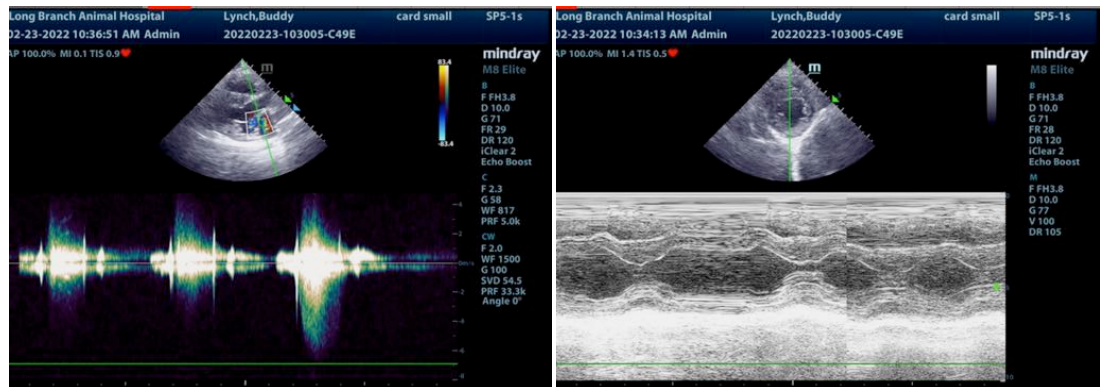 Long Branch Animal Hospital Lynch,Buddy card small SP5-1s
02-23-2022 10:36:51 AM Admin 20220223-103005-C49E
AP 100.0% MI 0.1 TIS 0.9
mindray
M8 Elite
m
83.4
-83.4
B
F FH3.8
D 10.0
G 71
FR 29
DR 120
iClear 2
Echo Boost
C
F 2.3
G 58
WF 817
PRF 5.0k
CW
F 2.0
WF 1500
G 100
SVD 54.5
PRF 33.3k
Angle 0°
Long Branch Animal Hospital Lynch,Buddy card small SP5-1s
02-23-2022 10:34:13 AM Admin 20220223-103005-C49E
AP 100.0% MI 1.4 TIS 0.5
mindray
M8 Elite
m
B
F FH3.8
D 10.0
G 71
FR 28
DR 120
iClear 2
Echo Boost
M
F FH3.8
D 10.0
G 77
V 100
DR 105